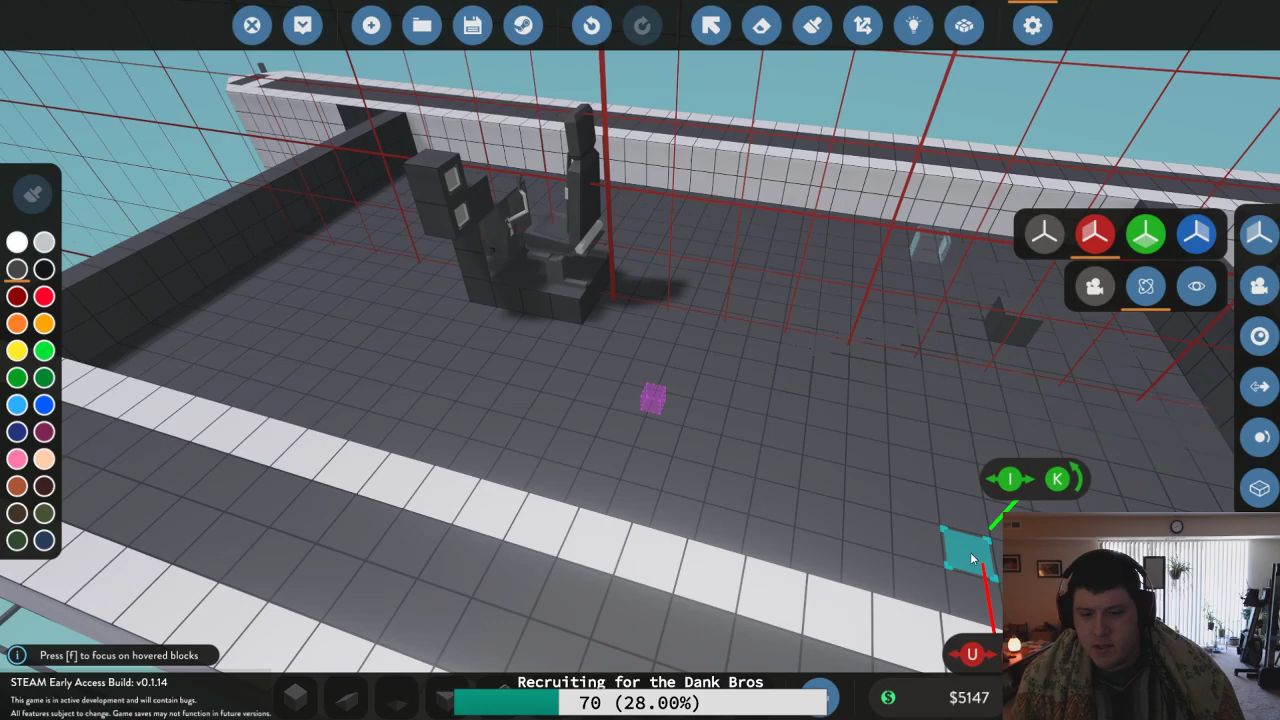 I
K
U
Press [f] to focus on hovered blocks
STEAM Early Access Build: v0.1.14
This game is in active development and will contain bugs.
All features subject to change. Game saves may not function in future versions.
Recruiting for the Dank Bros
70 (28.00%)
$
$5147